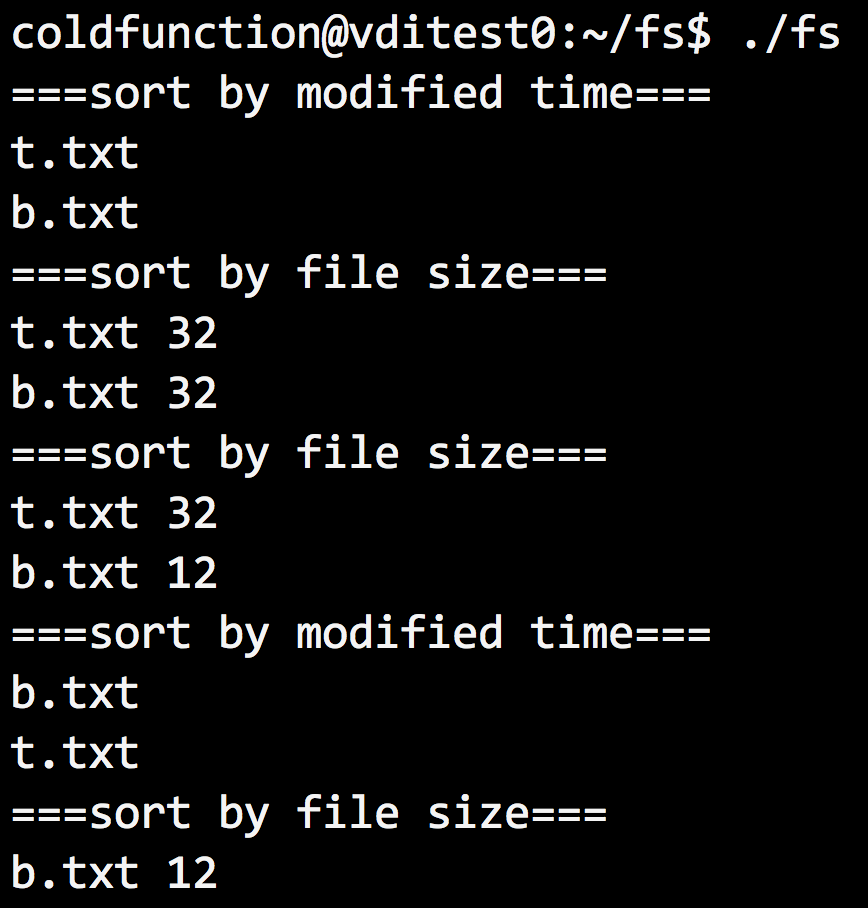 coldfunction@vditest0:~/fs$ ./fs
===sort by modified time===
t.txt
b.txt
===sort by file size===
t.txt 32
b.txt 32
===sort by file size===
t.txt 32
b.txt 12
===sort by modified time===
b.txt
t.txt
===sort by file size===
b.txt 12